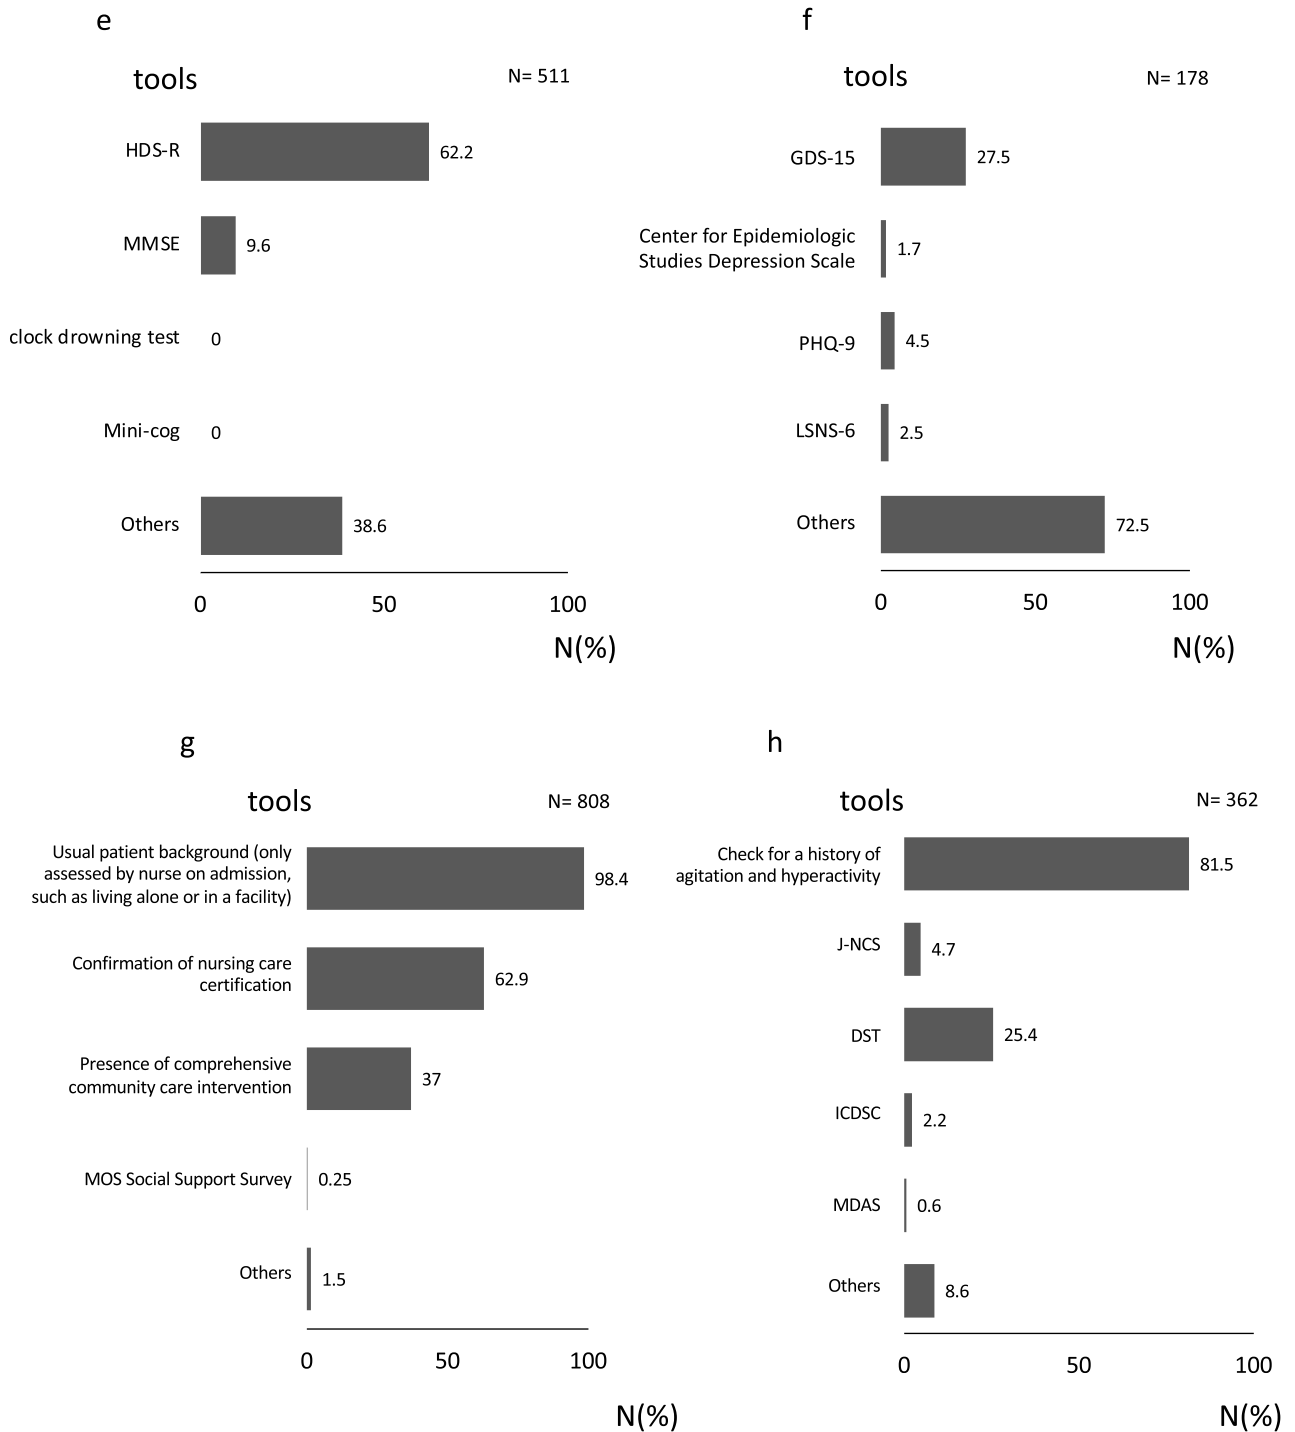 e
tools
N= 511
HDS-R
62.2
MMSE
9.6
clock drowning test
0
Mini-cog
0
Others
38.6
0 50 100
N(%)
f
tools
N= 178
GDS-15
27.5
Center for Epidemiologic
Studies Depression Scale
1.7
PHQ-9
4.5
LSNS-6
2.5
Others
72.5
0 50 100
N(%)
g
tools
N= 808
Usual patient background (only
assessed by nurse on admission,
such as living alone or in a facility)
98.4
Confirmation of nursing care
certification
62.9
Presence of comprehensive
community care intervention
37
MOS Social Support Survey
0.25
Others
1.5
0 50 100
N(%)
h
tools
N= 362
Check for a history of
agitation and hyperactivity
81.5
J-NCS
4.7
DST
25.4
ICDSC
2.2
MDAS
0.6
Others
8.6
0 50 100
N(%)